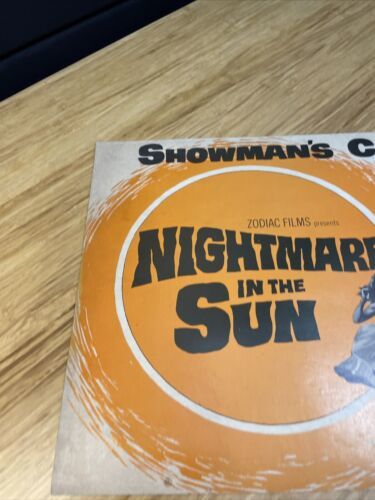 SHOWMAN'S C
ZODIAC FILMS presents
NIGHTMARE
IN THE
SUN